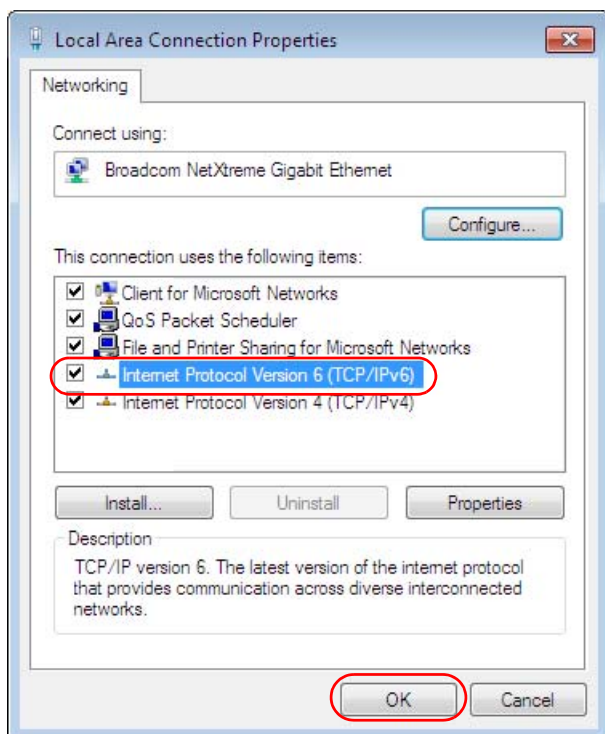 Local Area Connection Properties
Networking
Connect using:
Broadcom NetXtreme Gigabit Ethernet
Configure...
This connection uses the following items:
Client for Microsoft Networks
QoS Packet Scheduler
File and Printer Sharing for Microsoft Networks
Internet Protocol Version 6 (TCP/IPv6)
Internet Protocol Version 4 (TCP/IPv4)
Install...
Uninstall
Properties
Description
TCP/IP version 6. The latest version of the internet protocol
that provides communication across diverse interconnected
networks.
OK
Cancel